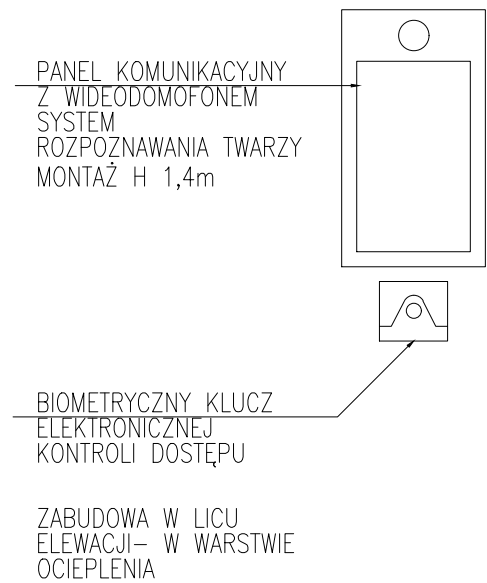 PANEL KOMUNIKACYJNY
Z WIDEODOMOFONEM
SYSTEM
ROZPOZNAWANIA TWARZY
MONTAŻ H 1,4m
BIOMETRYCZNY KLUCZ
ELEKTRONICZNEJ
KONTROLI DOSTĘPU
ZABUDOWA W LICU
ELEWACJI– W WARSTWIE
OCIEPLENIA